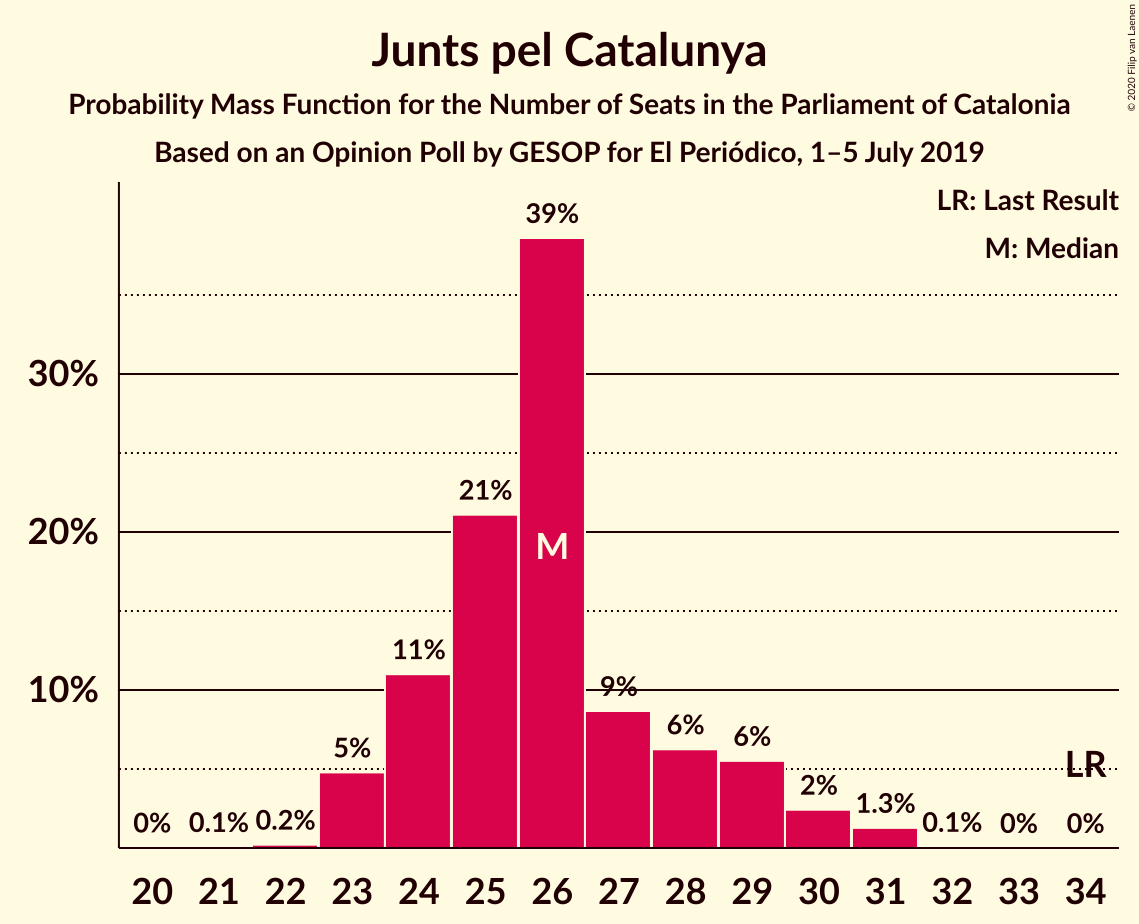 Junts pel Catalunya
Probability Mass Function for the Number of Seats in the Parliament of Catalonia
Based on an Opinion Poll by GESOP for El Periódico, 1–5 July 2019
© 2020 Filip van Laenen
LR: Last Result
M: Median
30%
20%
10%
0%
0.1%
0.2%
5%
11%
21%
39%
M
9%
6%
6%
2%
1.3%
0.1%
0%
LR
0%
20 21 22 23 24 25 26 27 28 29 30 31 32 33 34